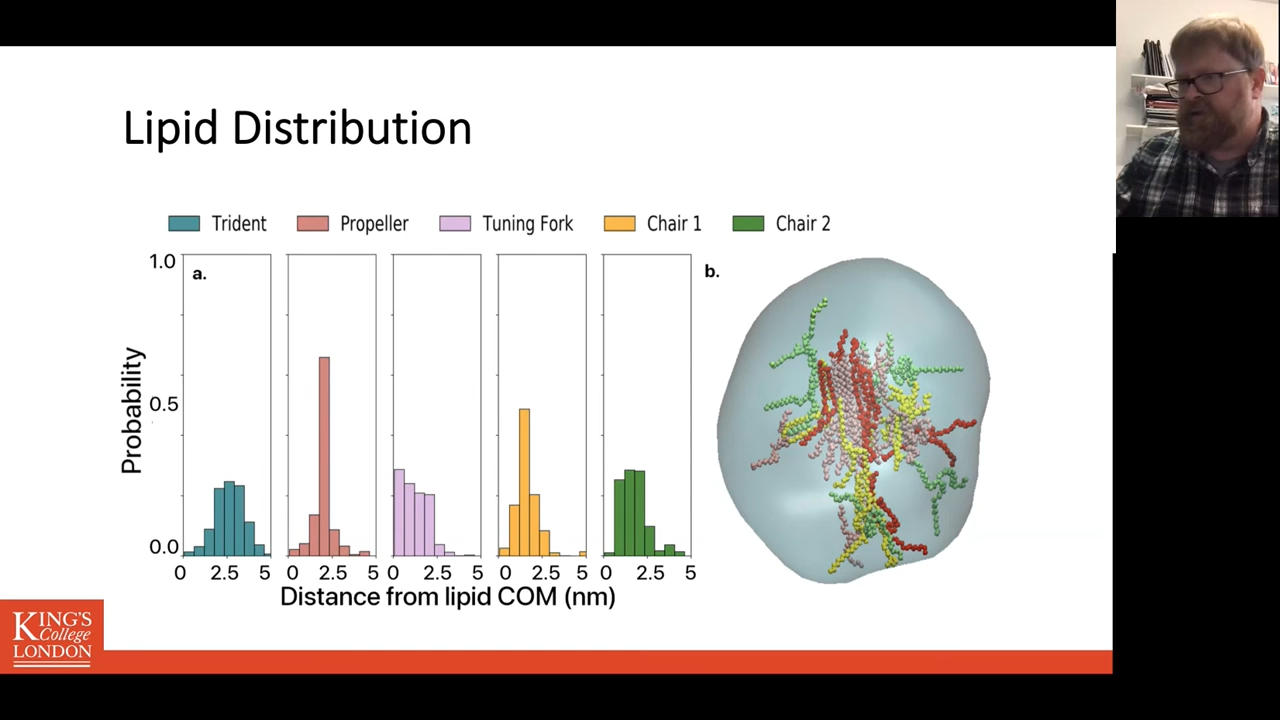 Lipid Distribution
Trident Propeller Tuning Fork Chair 1 Chair 2
a.
b.
1.0
0.5
0.0
Probability
0 2.5 5 0 2.5 5 0 2.5 5 0 2.5 5 0 2.5 5
Distance from lipid COM (nm)
KING'S
College
LONDON